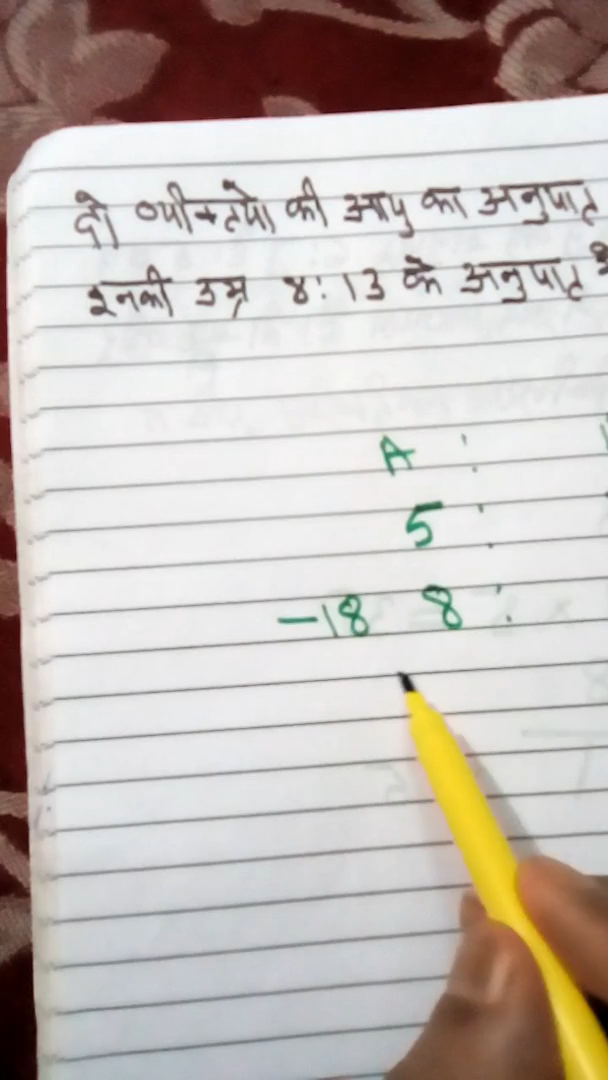 दो व्यक्तियो की आयु का अनुपात
इनकी उम्र 8:13 के अनुपात
A :
5 :
-18 8 :